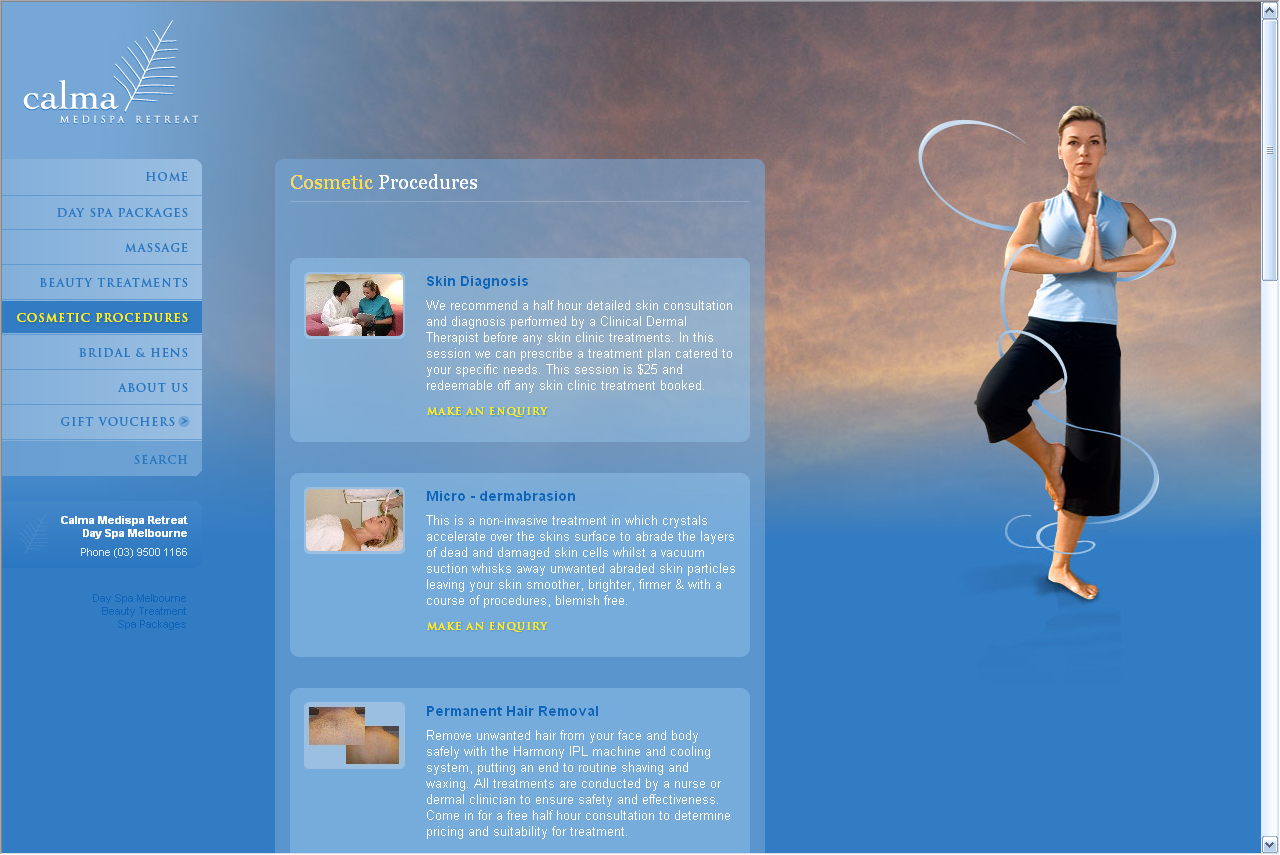 calma
MEDISPA RETREAT
HOME
DAY SPA PACKAGES
MASSAGE
BEAUTY TREATMENTS
COSMETIC PROCEDURES
BRIDAL & HENS
ABOUT US
GIFT VOUCHERS >
SEARCH
Calma Medispa Retreat
Day Spa Melbourne
Phone (03) 9500 1166
Day Spa Melbourne
Beauty Treatment
Spa Packages
Cosmetic Procedures
Skin Diagnosis
We recommend a half hour detailed skin consultation
and diagnosis performed by a Clinical Dermal
Therapist before any skin clinic treatments. In this
session we can prescribe a treatment plan catered to
your specific needs. This session is $25 and
redeemable off any skin clinic treatment booked.
MAKE AN ENQUIRY
Micro - dermabrasion
This is a non-invasive treatment in which crystals
accelerate over the skins surface to abrade the layers
of dead and damaged skin cells whilst a vacuum
suction whisks away unwanted abraded skin particles
leaving your skin smoother, brighter, firmer & with a
course of procedures, blemish free.
MAKE AN ENQUIRY
Permanent Hair Removal
Remove unwanted hair from your face and body
safely with the Harmony IPL machine and cooling
system, putting an end to routine shaving and
waxing. All treatments are conducted by a nurse or
dermal clinician to ensure safety and effectiveness.
Come in for a free half hour consultation to determine
pricing and suitability for treatment.